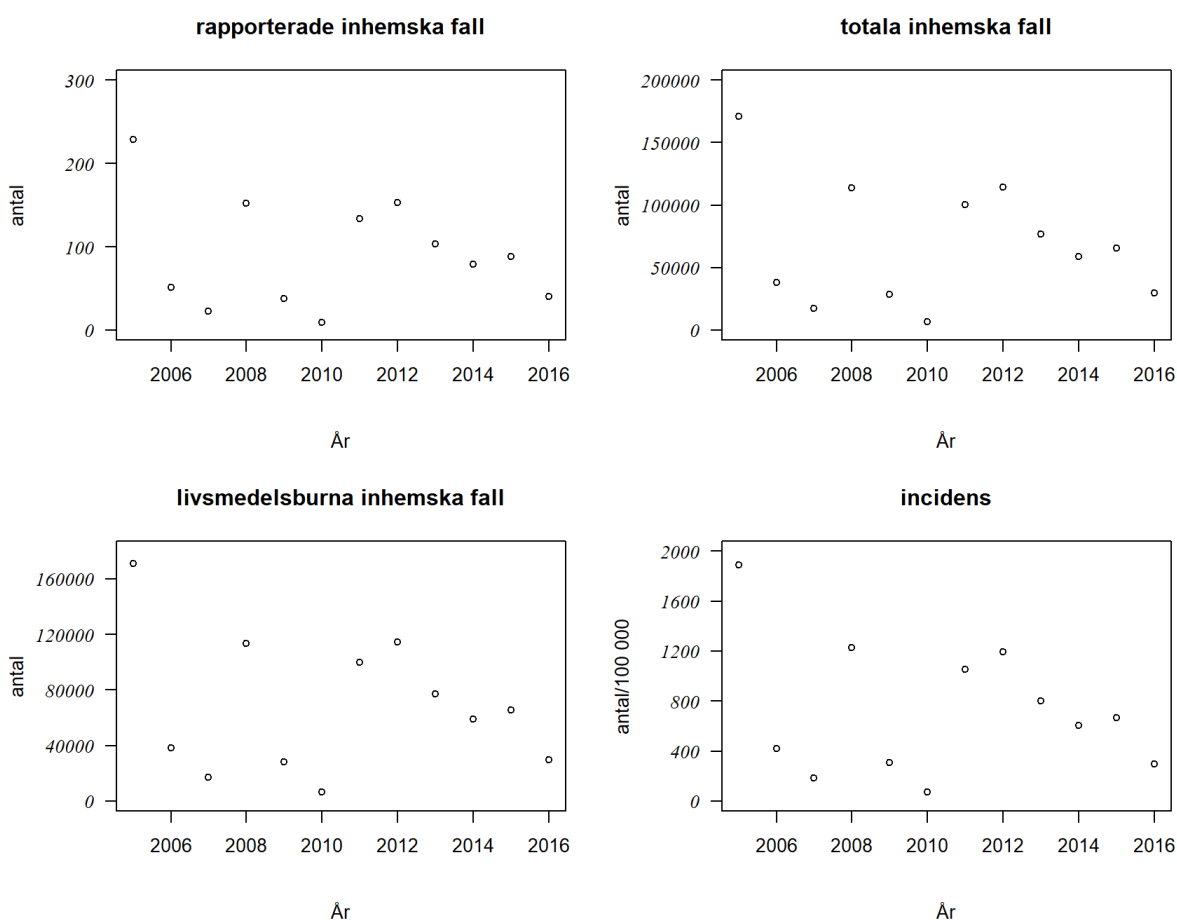 rapporterade inhemska fall
300
200
100
0
antal
2006 2008 2010 2012 2014 2016
År
totala inhemska fall
200000
150000
100000
50000
0
antal
2006 2008 2010 2012 2014 2016
År
livsmedelsburna inhemska fall
160000
120000
80000
40000
0
antal
2006 2008 2010 2012 2014 2016
År
incidens
2000
1600
1200
800
400
0
antal/100 000
2006 2008 2010 2012 2014 2016
År